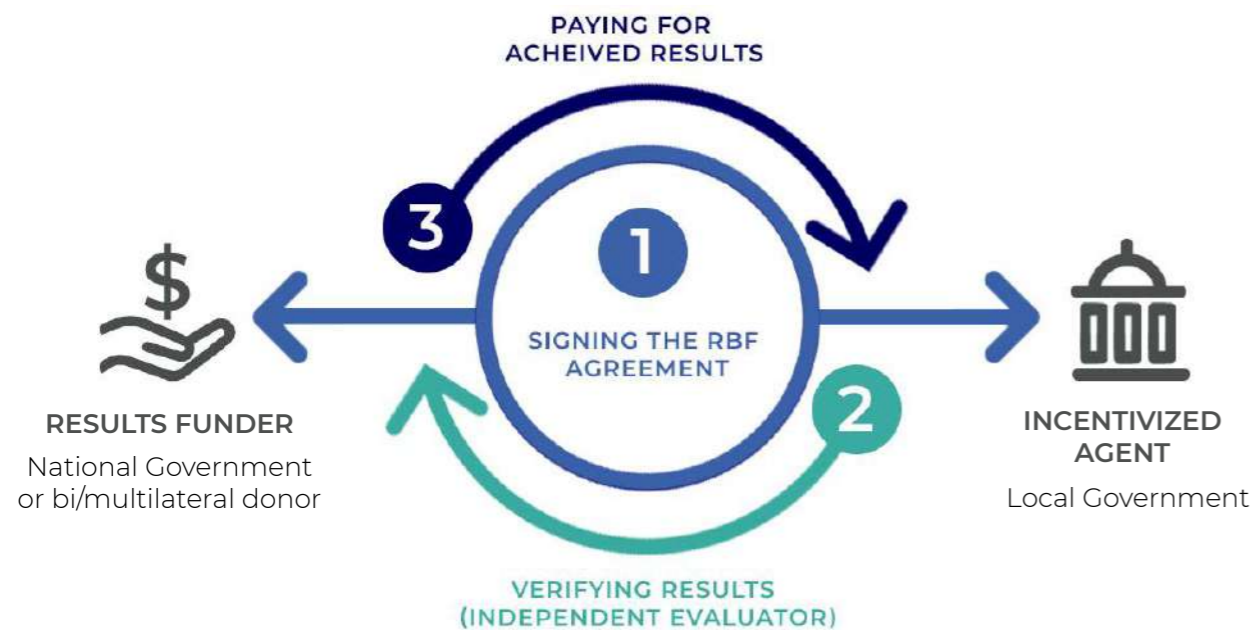 PAYING FOR
ACHEIVED RESULTS
3
1
$
SIGNING THE RBF
AGREEMENT
2
RESULTS FUNDER
National Government
or bi/multilateral donor
INCENTIVIZED
AGENT
Local Government
VERIFYING RESULTS
(INDEPENDENT EVALUATOR)